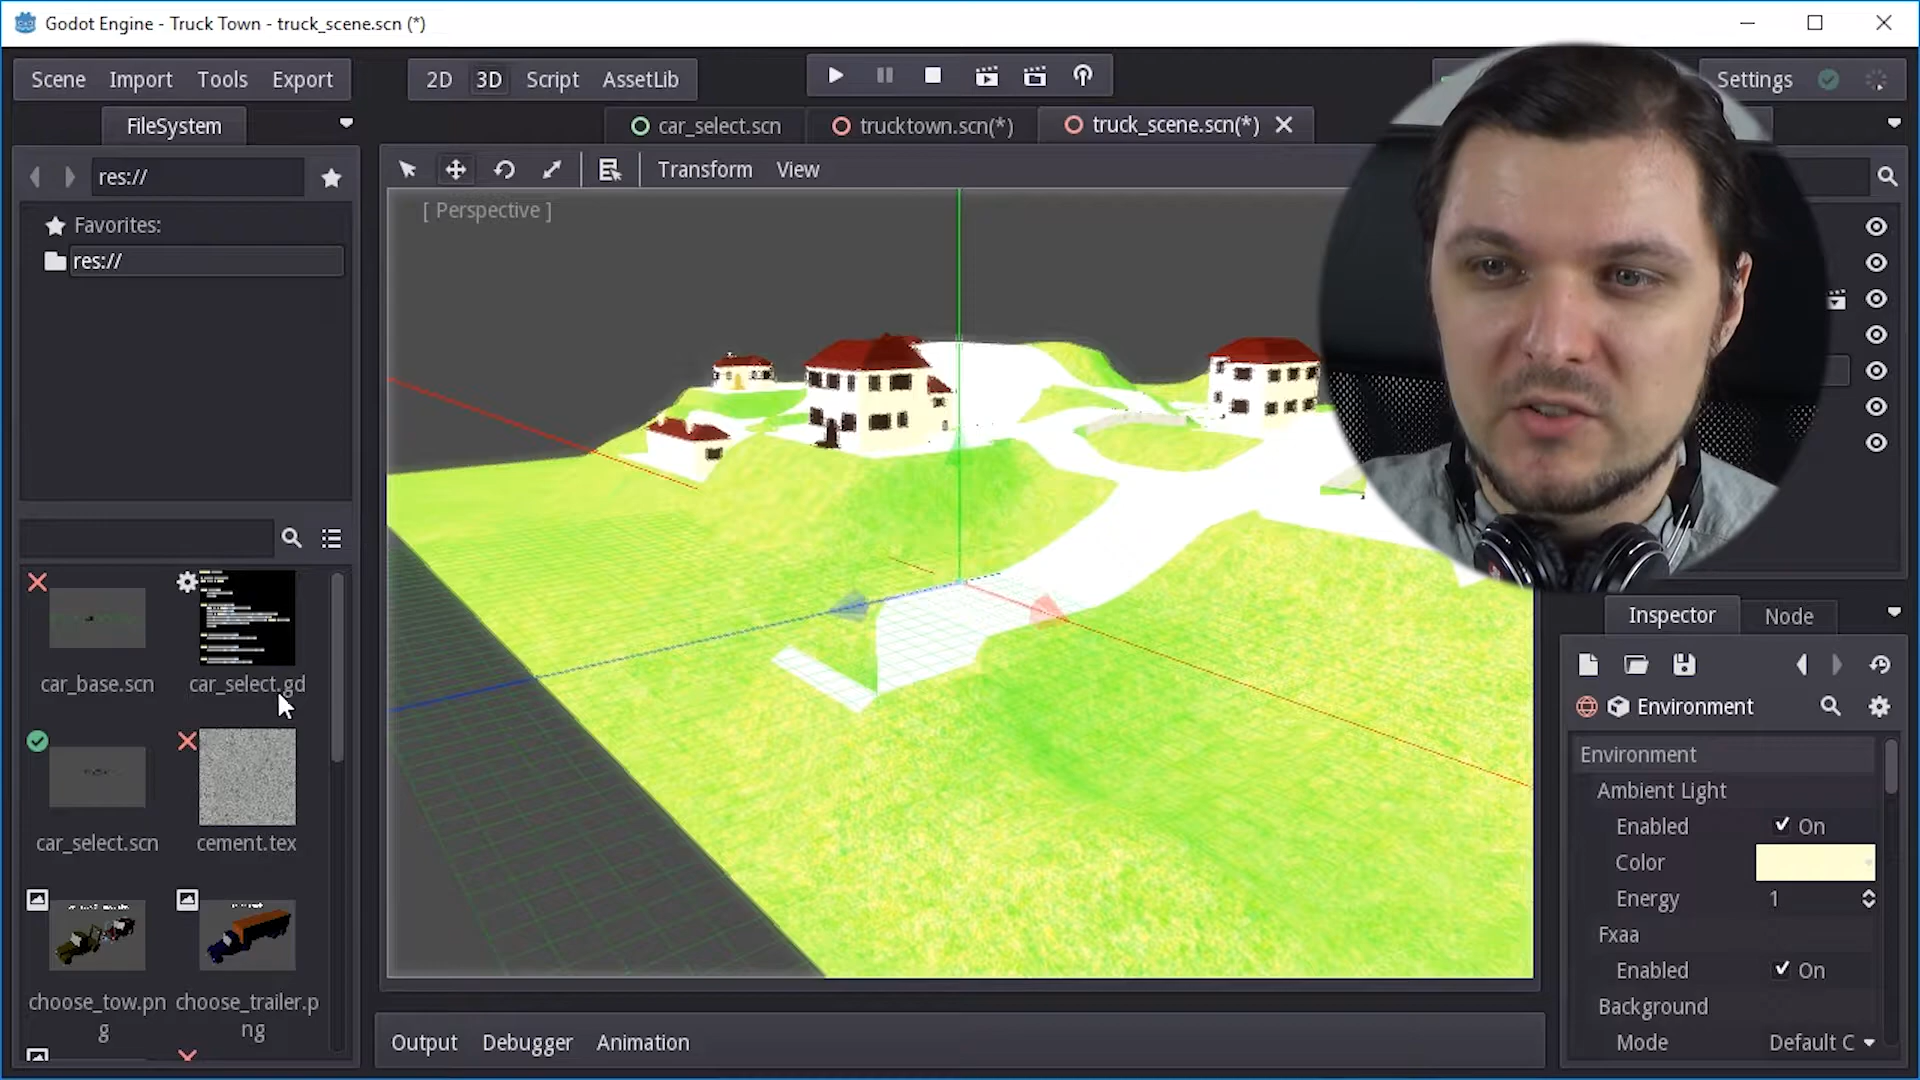 Godot Engine - Truck Town - truck_scene.scn (*)
Scene Import Tools Export
2D 3D Script AssetLib
Settings
FileSystem
car_select.scn
trucktown.scn(*)
truck_scene.scn(*)
res://
Transform View
[ Perspective ]
Favorites:
res://
car_base.scn
car_select.gd
car_select.scn
cement.tex
choose_tow.pn
g
choose_trailer.p
ng
Inspector
Node
Environment
Environment
Ambient Light
Enabled On
Color
Energy 1
Fxaa
Enabled On
Background
Mode Default C
Output Debugger Animation